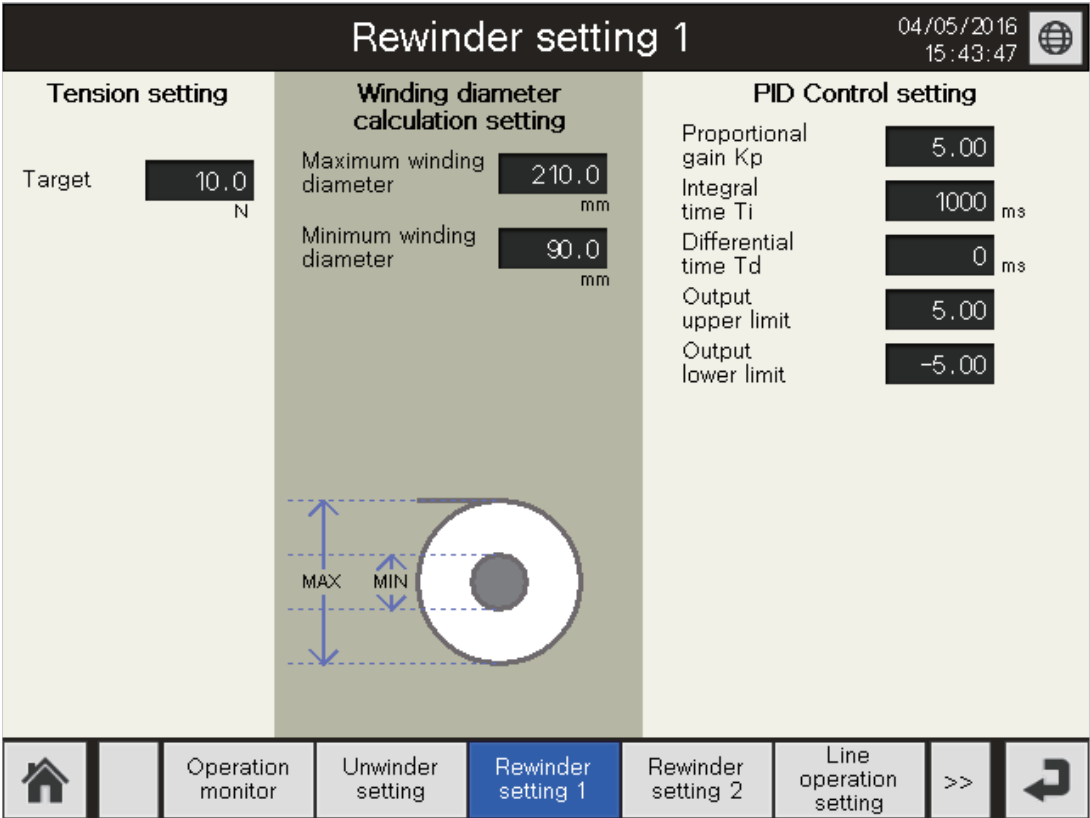 Rewinder setting 1
04/05/2016
15:43:47
Tension setting
Target
10.0
N
Winding diameter
calculation setting
Maximum winding
diameter
210.0
mm
Minimum winding
diameter
90.0
mm
MAX
MIN
PID Control setting
Proportional
gain Kp
5.00
Integral
time Ti
1000 ms
Differential
time Td
0 ms
Output
upper limit
5.00
Output
lower limit
-5.00
Operation
monitor
Unwinder
setting
Rewinder
setting 1
Rewinder
setting 2
Line
operation
setting
>>